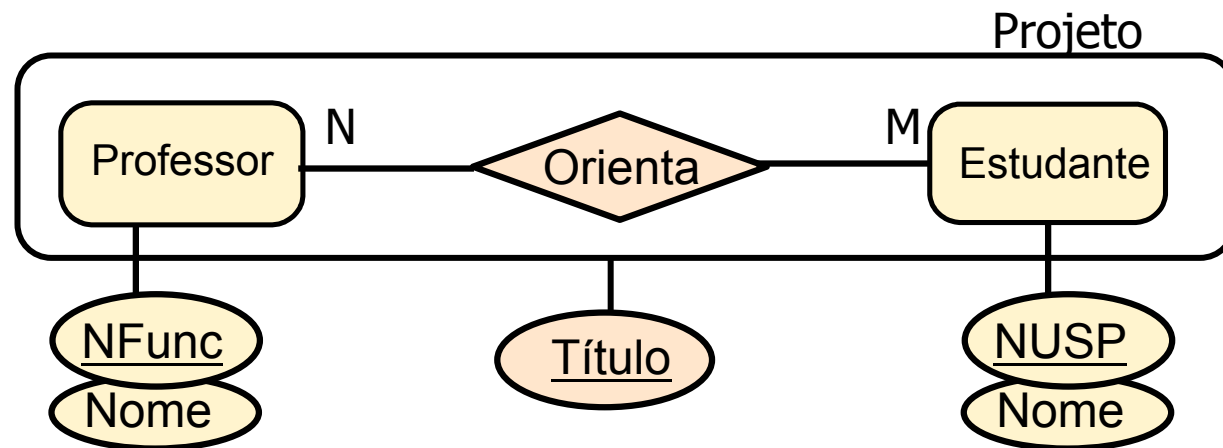 Projeto
Professor
N
Orienta
M
Estudante
NFunc
Nome
Título
NUSP
Nome